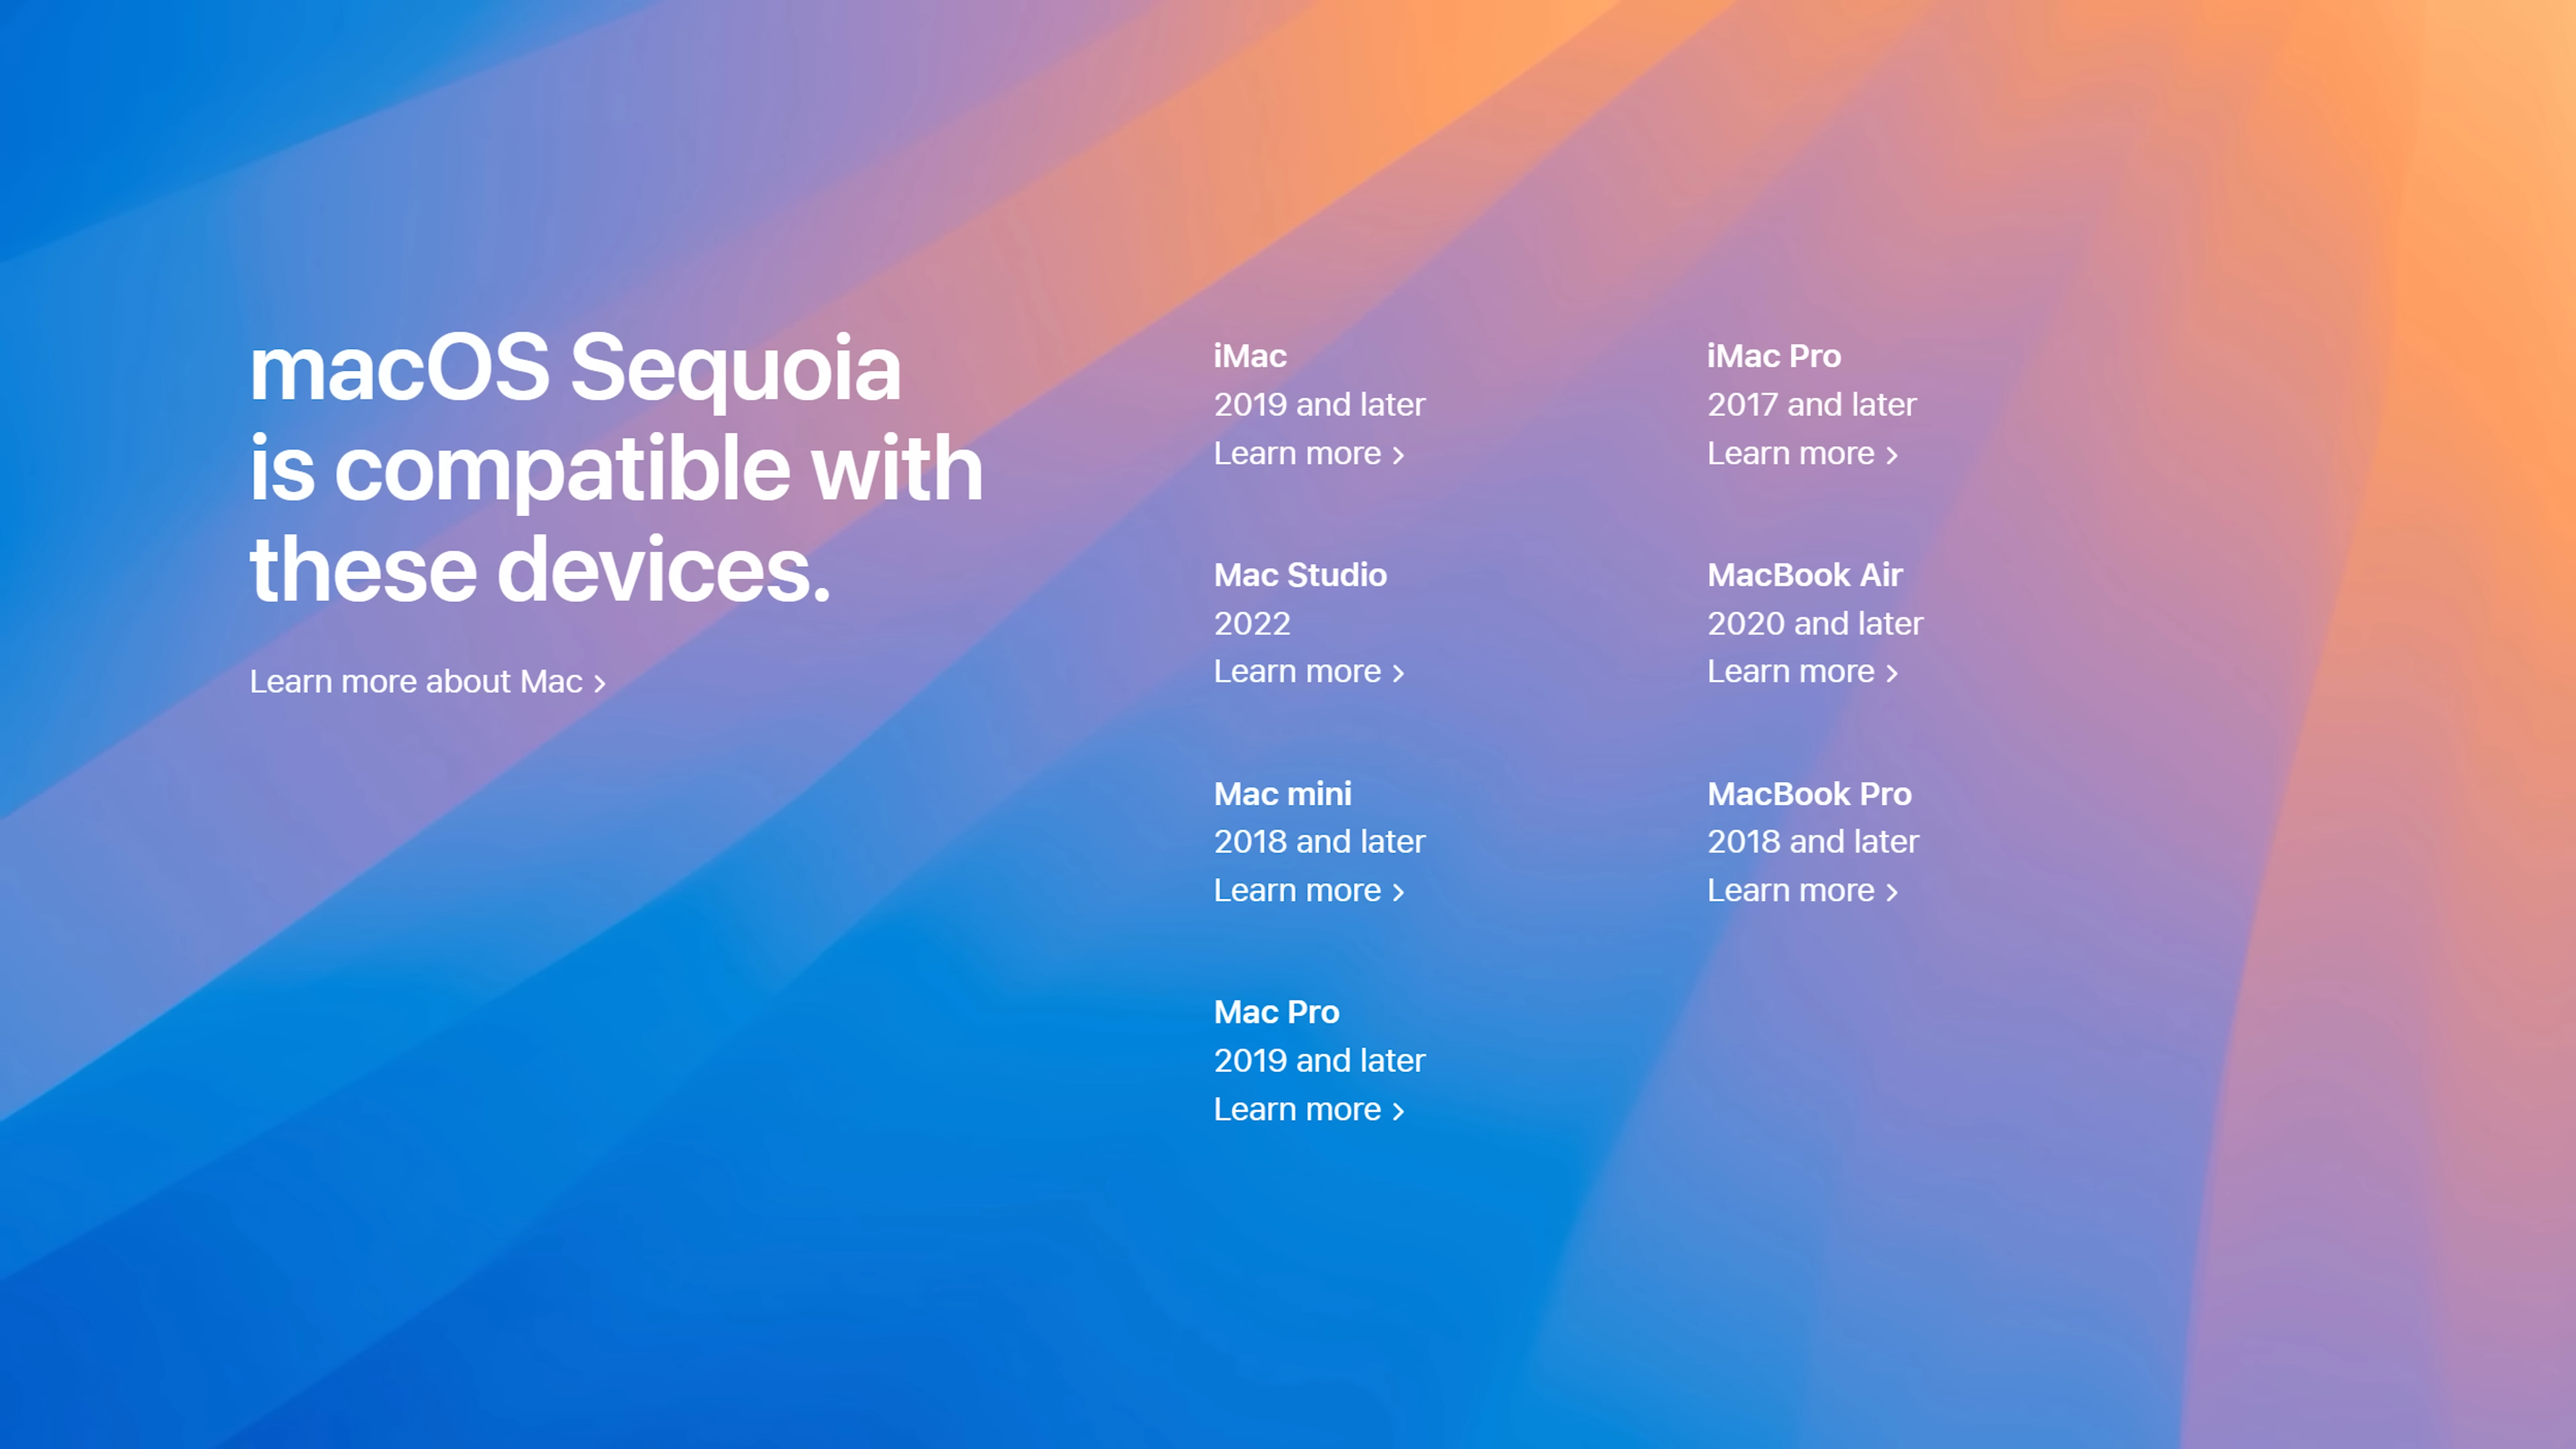 macOS Sequoia
is compatible with
these devices.
Learn more about Mac >
iMac
2019 and later
Learn more >
iMac Pro
2017 and later
Learn more >
Mac Studio
2022
Learn more >
MacBook Air
2020 and later
Learn more >
Mac mini
2018 and later
Learn more >
MacBook Pro
2018 and later
Learn more >
Mac Pro
2019 and later
Learn more >